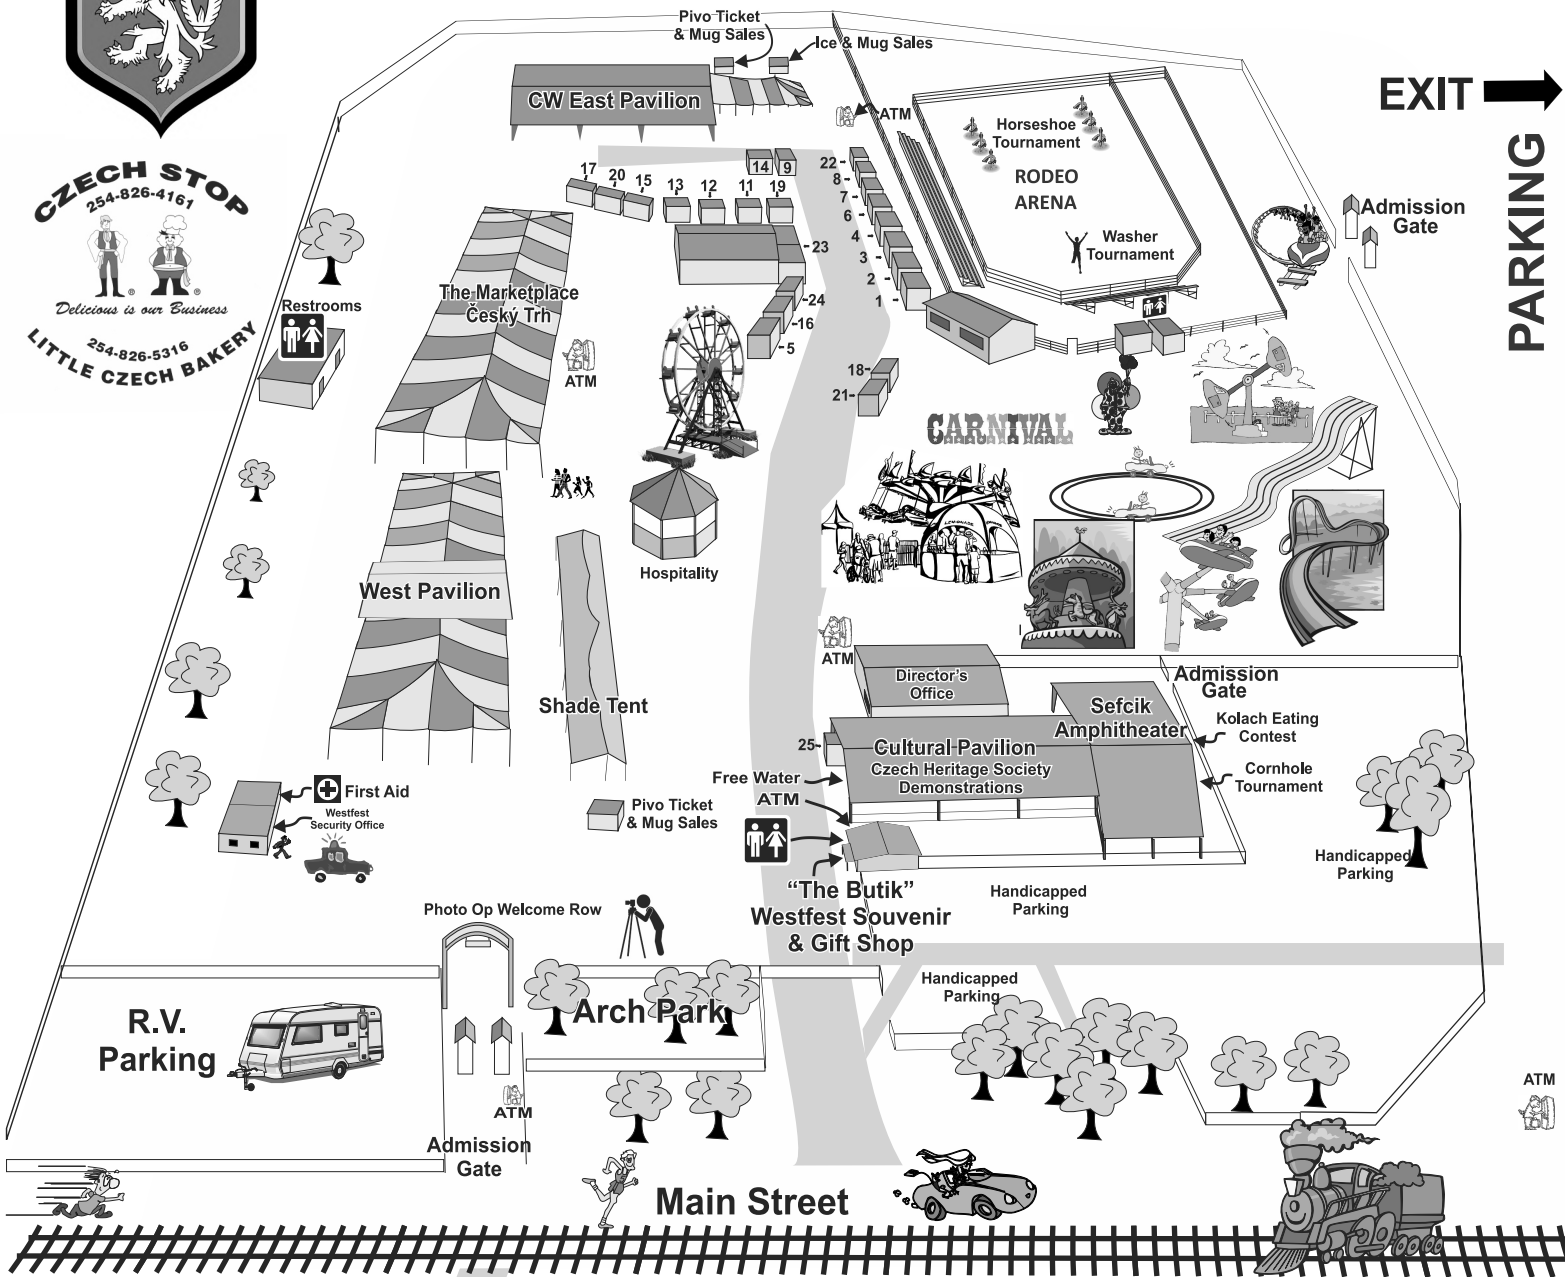 Pivo Ticket
& Mug Sales
Ice & Mug Sales
EXIT
PARKING
CW East Pavilion
ATM
Horseshoe
Tournament
RODEO
ARENA
Washer
Tournament
Admission
Gate
CZECH STOP
254-826-4161
® ®
Delicious is our Business
254-826-5316
LITTLE CZECH BAKERY
17
20
15
13
12
11
19
14
9
22
8
7
6
4
3
2
1
23
24
16
5
18
21
Restrooms
The Marketplace
Český Trh
ATM
CARNIVAL
LEMONADE
Hospitality
West Pavilion
Shade Tent
ATM
Director's
Office
Admission
Gate
Sefcik
Amphitheater
Kolach Eating
Contest
Cornhole
Tournament
25
Cultural Pavilion
Czech Heritage Society
Demonstrations
Free Water
ATM
First Aid
Westfest
Security Office
Pivo Ticket
& Mug Sales
"The Butik"
Westfest Souvenir
& Gift Shop
Handicapped
Parking
Handicapped
Parking
Photo Op Welcome Row
Handicapped
Parking
Arch Park
R.V.
Parking
ATM
Admission
Gate
ATM
Main Street